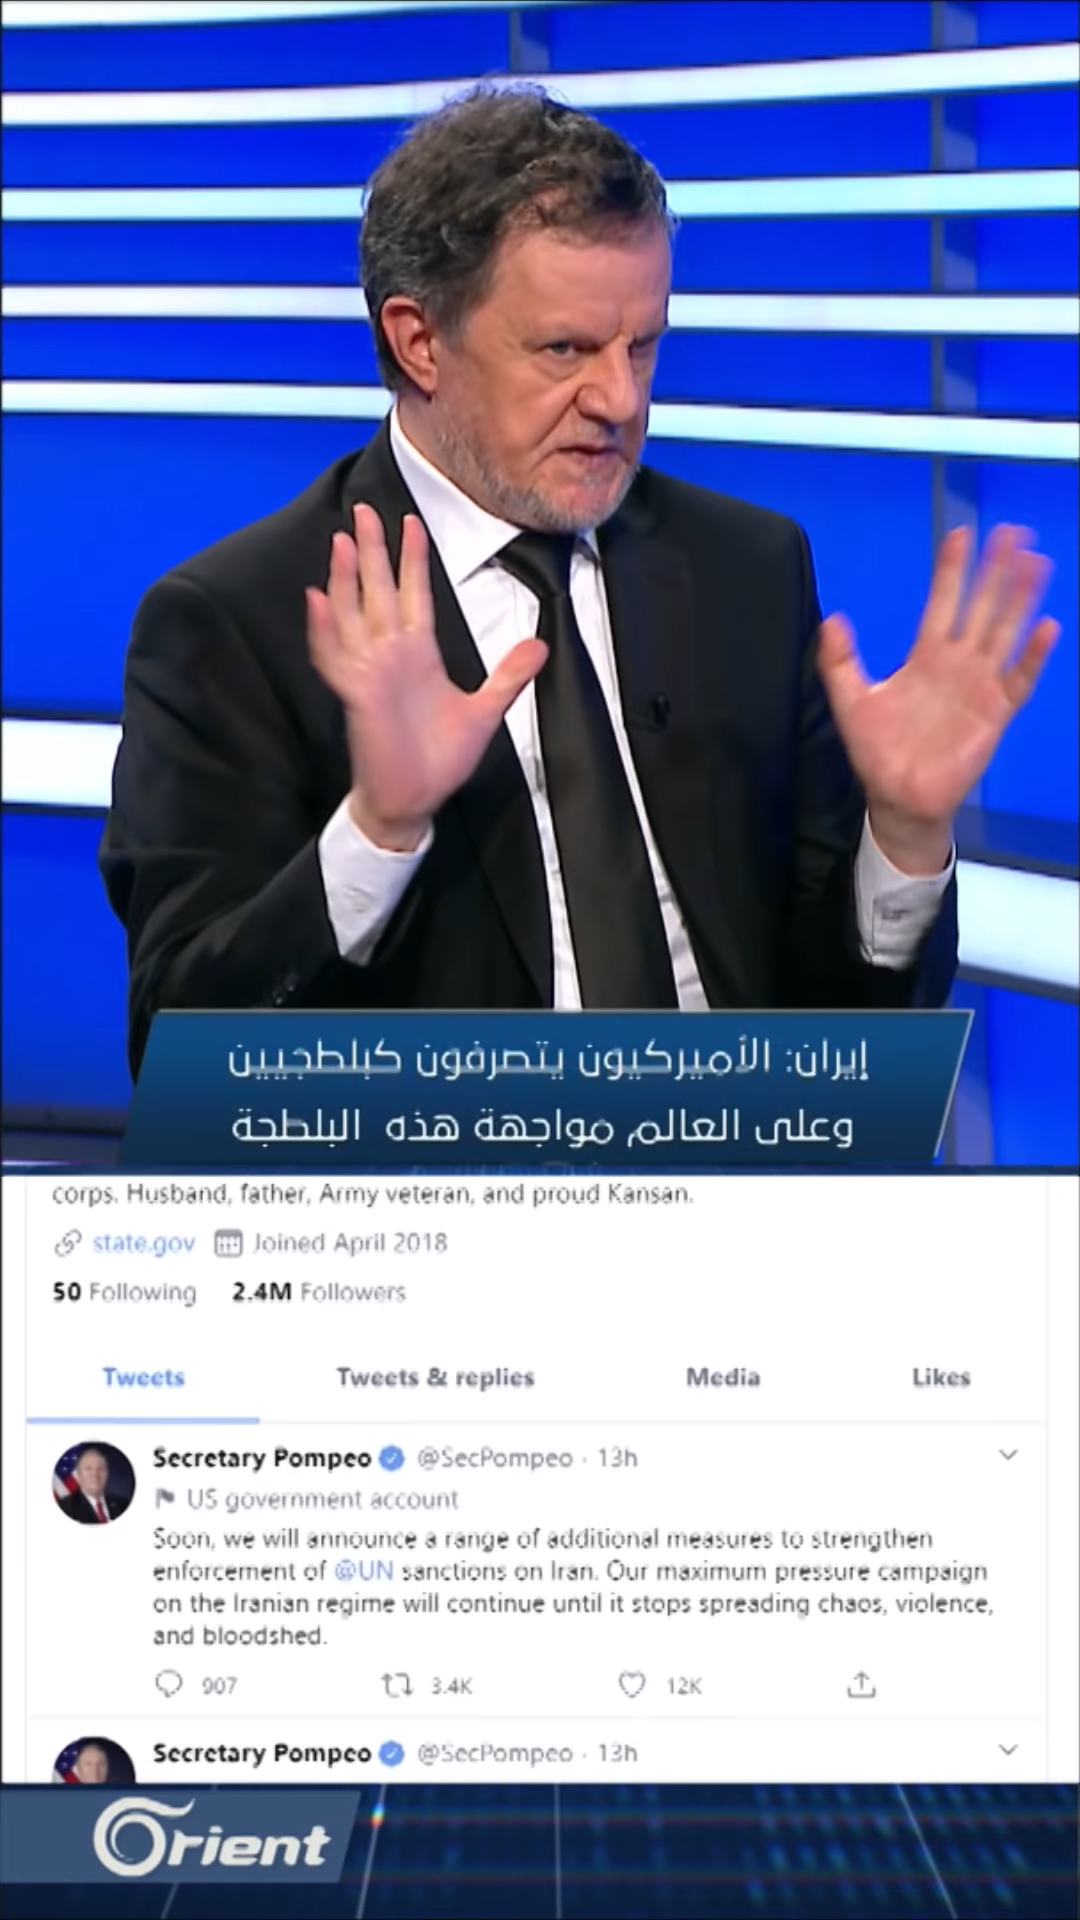 إيران: الأميركيون يتصرفون كبلطجيين
وعلى العالم مواجهة هذه البلطجة
corps. Husband, father, Army veteran, and proud Kansan.
state.gov Joined April 2018
50 Following 2.4M Followers
Tweets Tweets & replies Media Likes
Secretary Pompeo @SecPompeo · 13h
US government account
Soon, we will announce a range of additional measures to strengthen
enforcement of @UN sanctions on Iran. Our maximum pressure campaign
on the Iranian regime will continue until it stops spreading chaos, violence,
and bloodshed.
907 3.4K 12K
Secretary Pompeo @SecPompeo · 13h
Orient